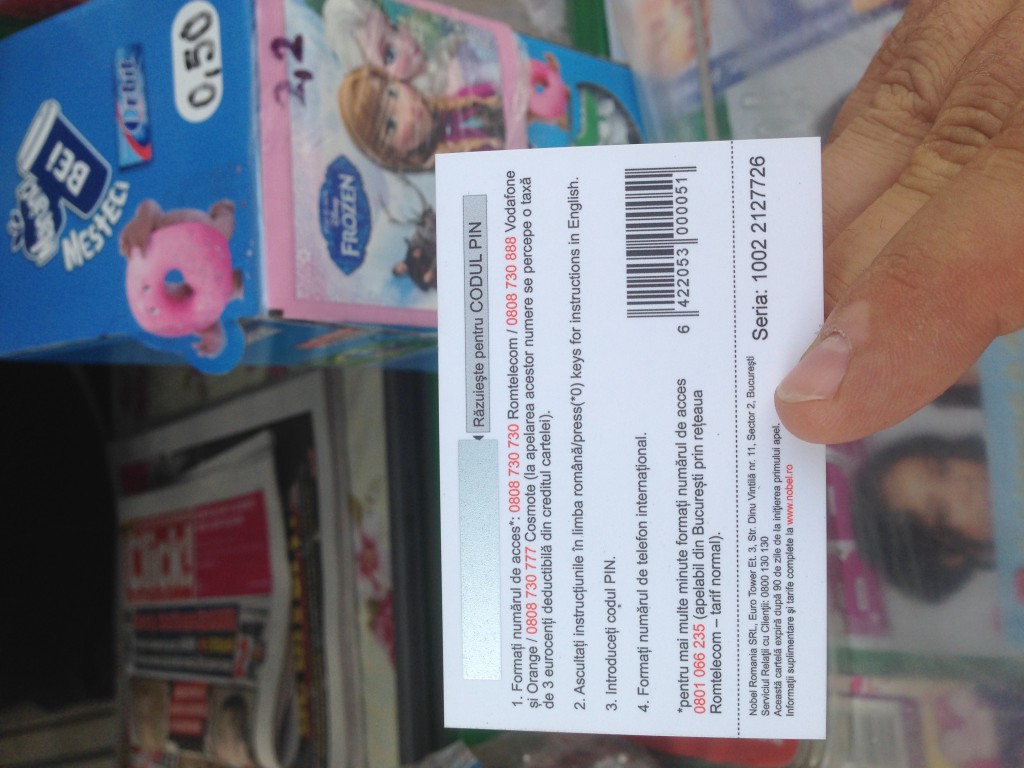 Răzuiește pentru CODUL PIN
1. Formați numărul de acces*: 0808 730 730 Romtelecom / 0808 730 888 Vodafone
și Orange / 0808 730 777 Cosmote (la apelarea acestor numere se percepe o taxă
de 3 eurocenți deductibilă din creditul cartelei).
2. Ascultați instrucțiunile în limba română/press(*0) keys for instructions in English.
3. Introduceți codul PIN.
4. Formați numărul de telefon internațional.
*pentru mai multe minute formați numărul de acces
0801 066 235 (apelabil din București prin rețeaua
Romtelecom – tarif normal).
6 422053 000051
Nobel Romania SRL, Euro Tower Et. 3, Str. Dinu Vintilă nr. 11, Sector 2, București
Serviciul Relații cu Clienții: 0800 130 130
Această cartelă expiră după 90 de zile de la inițierea primului apel.
Informații suplimentare și tarife complete la www.nobel.ro
Seria: 1002 2127726
BEI
NESTECI
Orbit
0,50
2,2
Disney
FROZEN
Click!